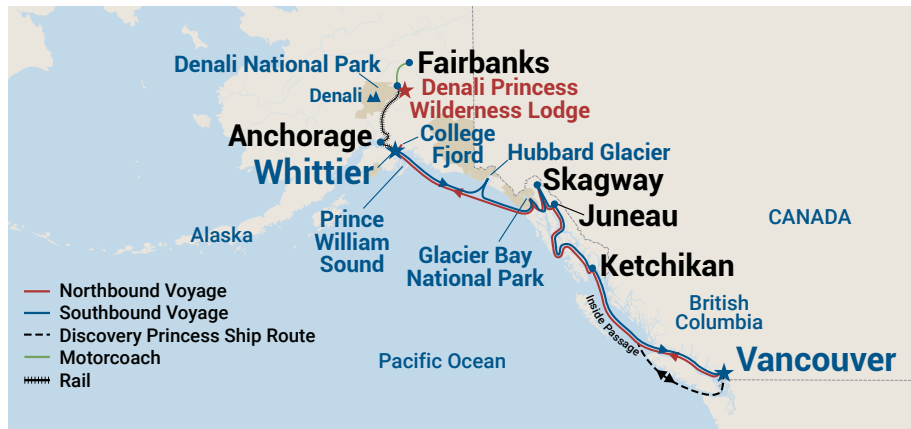 Fairbanks
Denali National Park
Denali
Denali Princess
Wilderness Lodge
Anchorage
College
Fjord
Whittier
Hubbard Glacier
Skagway
Juneau
Prince
William
Sound
Alaska
Glacier Bay
National Park
CANADA
Ketchikan
Inside Passage
British
Columbia
Vancouver
Pacific Ocean
Northbound Voyage
Southbound Voyage
Discovery Princess Ship Route
Motorcoach
Rail